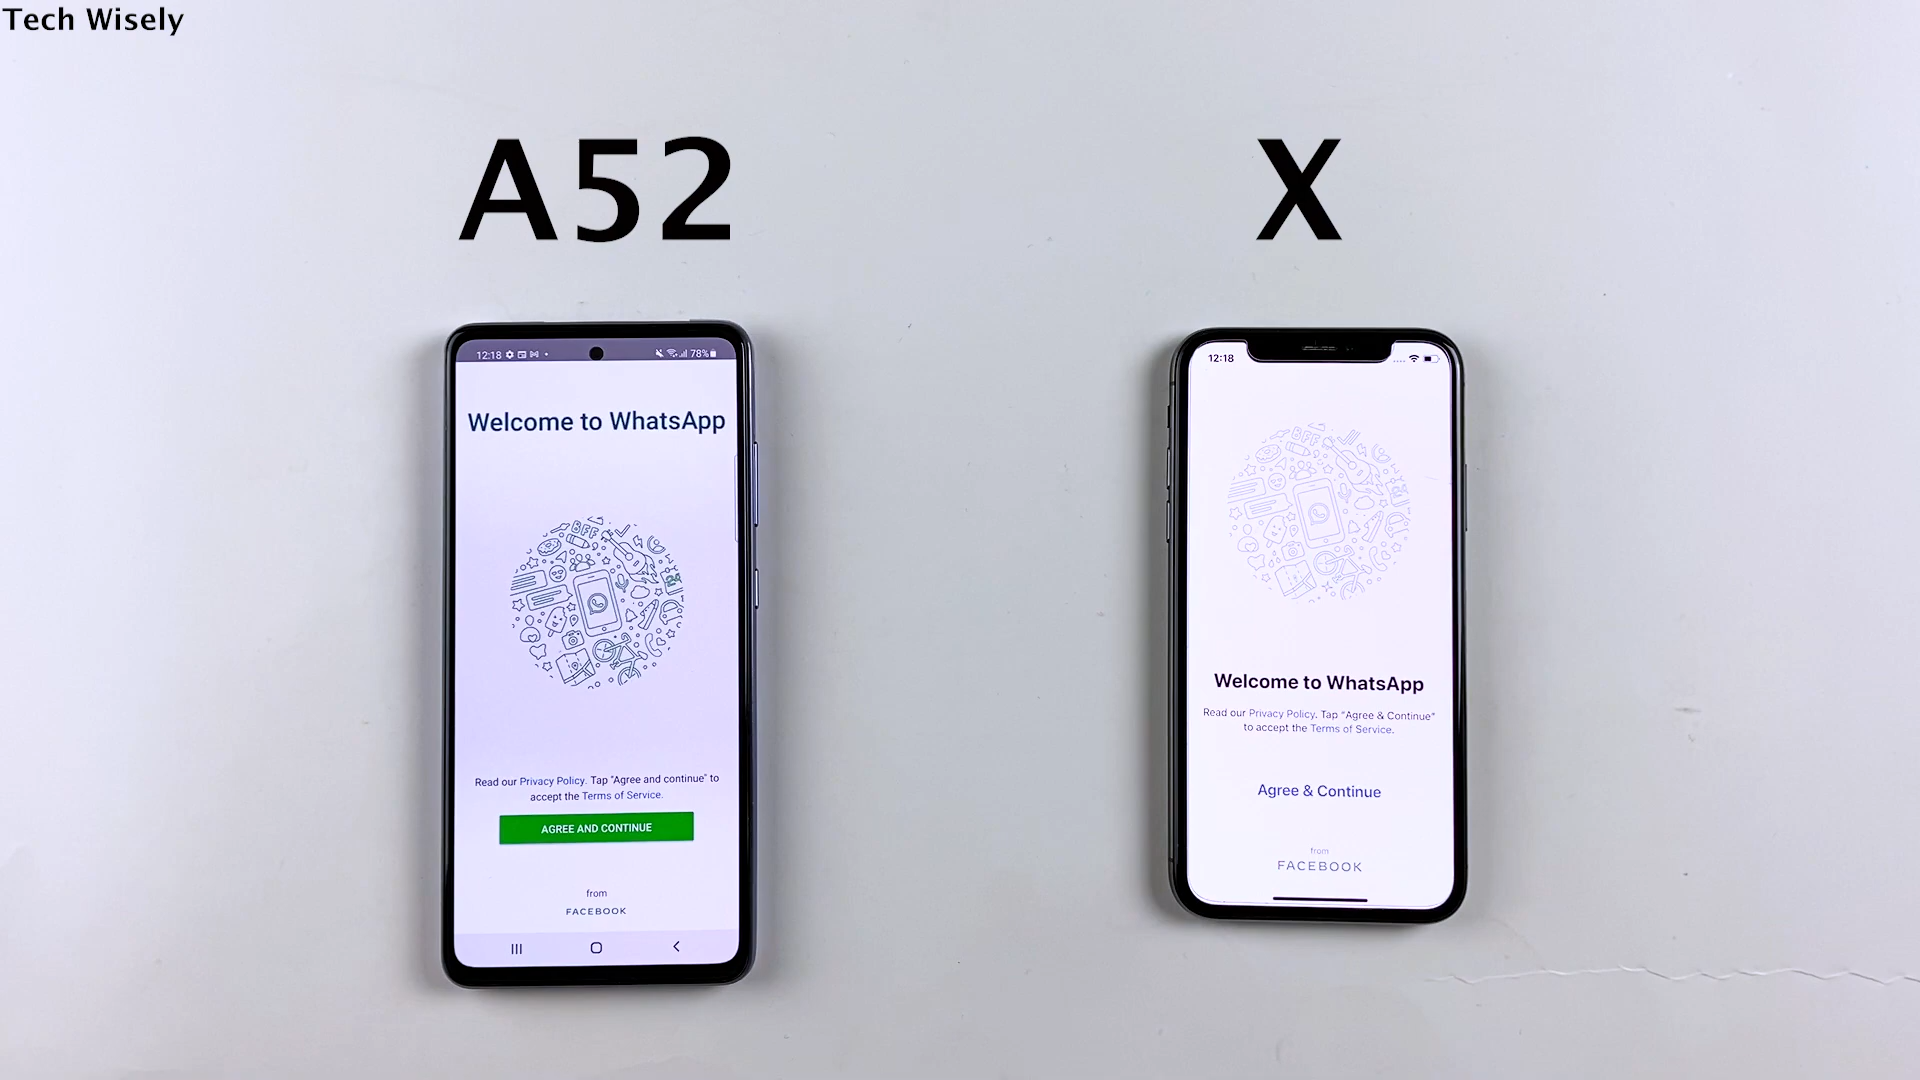 Tech Wisely
A52
X
12:18
78%
Welcome to WhatsApp
BFF
Read our Privacy Policy. Tap "Agree and continue" to
accept the Terms of Service.
AGREE AND CONTINUE
from
FACEBOOK
12:18
BFF
Welcome to WhatsApp
Read our Privacy Policy. Tap "Agree & Continue"
to accept the Terms of Service.
Agree & Continue
from
FACEBOOK